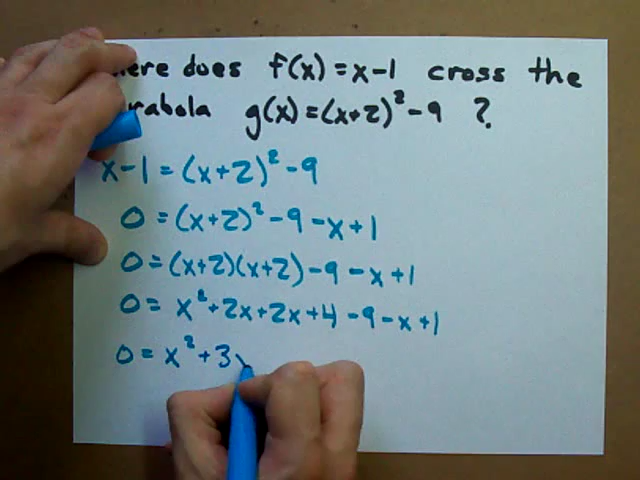 here does f(x) = x-1 cross the
rabola g(x) = (x+2)² - 9 ?
x - 1 = (x+2)² - 9
0 = (x+2)² - 9 - x + 1
0 = (x+2)(x+2) - 9 - x + 1
0 = x² + 2x + 2x + 4 - 9 - x + 1
0 = x² + 3